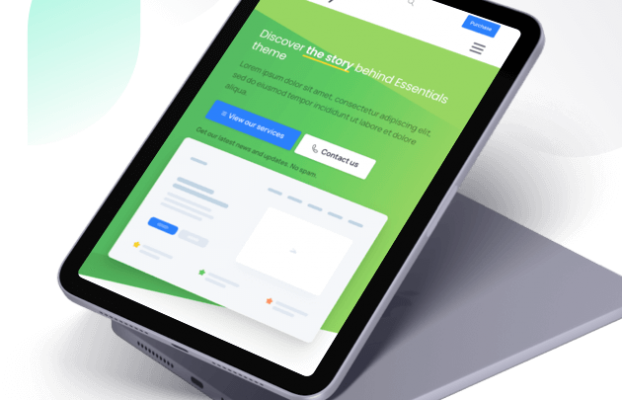 Purchase
Discover the story behind Essentials
theme
Lorem ipsum dolor sit amet, consectetur adipiscing elit,
sed do eiusmod tempor incididunt ut labore et dolore
aliqua.
View our services
Contact us
Get our latest news and updates. No spam.